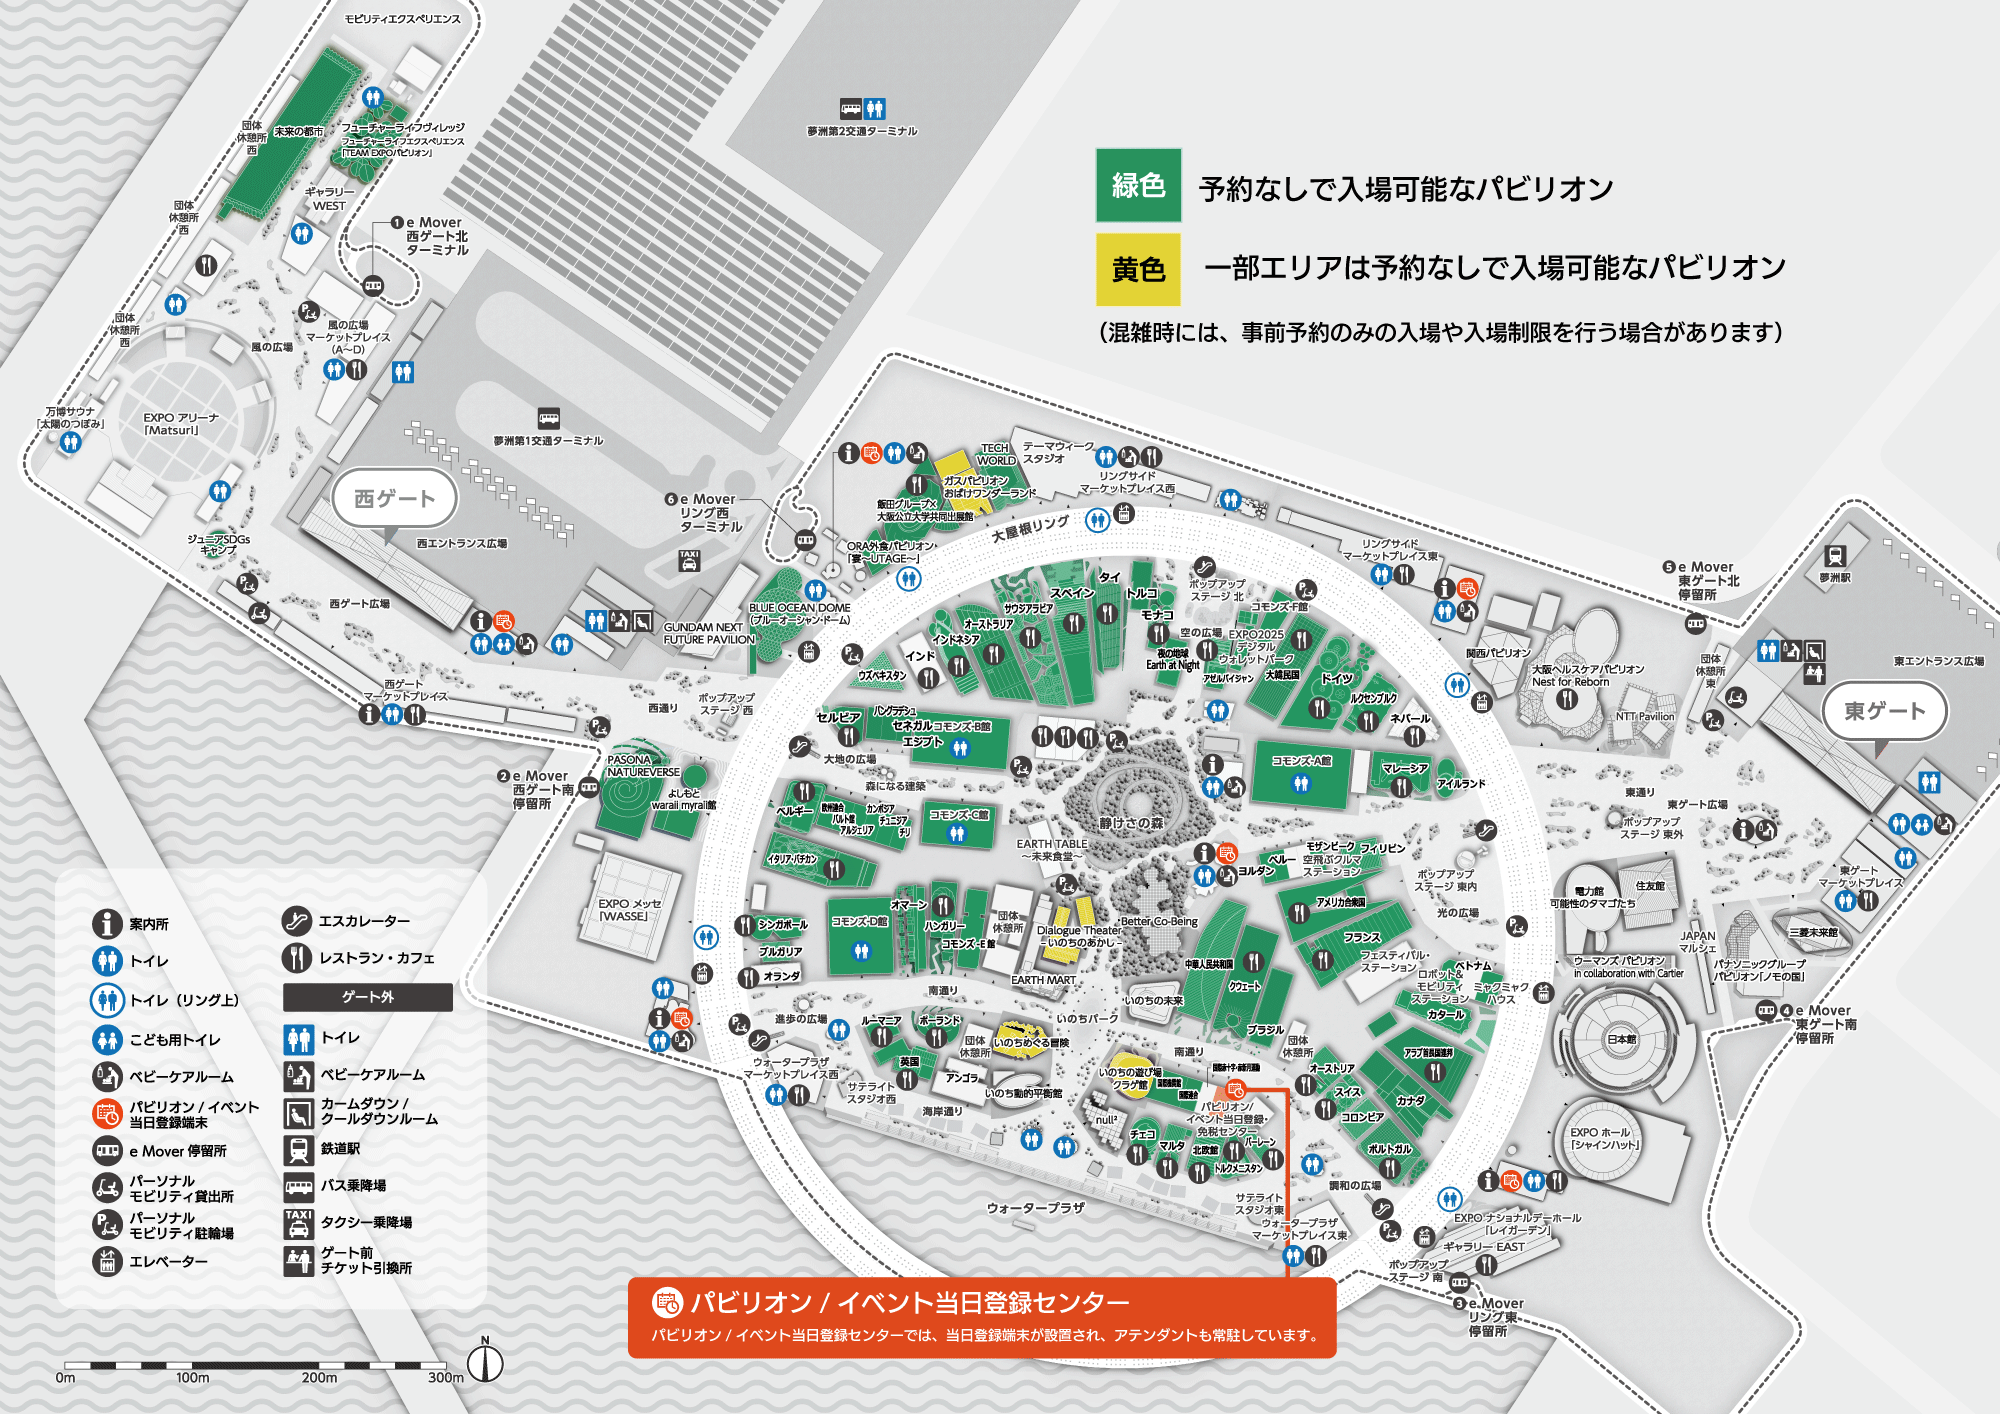 モビリティエクスペリエンス
団体
休憩所
西
未来の都市
フューチャーライフヴィレッジ
フューチャーライフエクスペリエンス
「TEAM EXPOパビリオン」
ギャラリー
WEST
団体
休憩所
西
❶ e Mover
西ゲート北
ターミナル
団体
休憩所
西
風の広場
風の広場
マーケットプレイス
(A〜D)
万博サウナ
「太陽のつぼみ」
EXPO アリーナ
「Matsuri」
ジュニアSDGs
キャンプ
夢洲第2交通ターミナル
夢洲第1交通ターミナル
緑色
予約なしで入場可能なパビリオン
黄色
一部エリアは予約なしで入場可能なパビリオン
（混雑時には、事前予約のみの入場や入場制限を行う場合があります）
西ゲート
西エントランス広場
西ゲート広場
西ゲート
マーケットプレイス
❻ e Mover
リング西
ターミナル
TAXI
GUNDAM NEXT
FUTURE PAVILION
BLUE OCEAN DOME
(ブルーオーシャン・ドーム)
ORA外食パビリオン
「宴〜UTAGE〜」
飯田グループ×
大阪公立大学共同出展館
ガスパビリオン
おばけワンダーランド
TECH
WORLD
テーマウィーク
スタジオ
リングサイド
マーケットプレイス西
大屋根リング
リングサイド
マーケットプレイス東
❺ e Mover
東ゲート北
停留所
夢洲駅
東エントランス広場
東ゲート
団体
休憩所
東
関西パビリオン
大阪ヘルスケアパビリオン
Nest for Reborn
NTT Pavilion
西通り
ポップアップ
ステージ 西
❷ e Mover
西ゲート南
停留所
PASONA
NATUREVERSE
よしもと
waraii myraii館
EXPO メッセ
「WASSE」
ウズベキスタン
インド
インドネシア
オーストラリア
サウジアラビア
スペイン
タイ
トルコ
モナコ
夜の地球
Earth at Night
空の広場
アゼルバイジャン
ポップアップ
ステージ 北
コモンズ-F館
EXPO2025
デジタル
ウォレットパーク
大韓民国
ドイツ
ルクセンブルク
ネパール
セルビア
バングラデシュ
セネガル
コモンズ-B館
エジプト
大地の広場
森になる建築
ベルギー
欧州連合
バルト館
アルジェリア
カンボジア
チュニジア
チリ
コモンズ-C館
イタリア・バチカン
EARTH TABLE
〜未来食堂〜
静けさの森
コモンズ-A館
マレーシア
アイルランド
東通り
東ゲート広場
ポップアップ
ステージ 東外
ヨルダン
ペルー
モザンビーク
空飛ぶクルマ
ステーション
フィリピン
ポップアップ
ステージ 東内
光の広場
アメリカ合衆国
フランス
フェスティバル・
ステーション
ベトナム
ロボット&
モビリティ
ステーション
ミャクミャク
ハウス
カタール
アラブ首長国連邦
カナダ
ポルトガル
シンガポール
ブルガリア
オランダ
コモンズ-D館
オマーン
ハンガリー
コモンズ-E館
団体
休憩所
Dialogue Theater
-いのちのあかし-
EARTH MART
Better Co-Being
いのちの未来
いのちパーク
中華人民共和国
クウェート
ブラジル
団体
休憩所
オーストリア
スイス
コロンビア
南通り
南通り
進歩の広場
ルーマニア
ポーランド
英国
団体
休憩所
いのちめぐる冒険
アンゴラ
いのち動的平衡館
海岸通り
ウォータープラザ
マーケットプレイス西
サテライト
スタジオ西
いのちの遊び場
クラゲ館
国際機関館
国際連合
国際赤十字・赤新月運動
null²
パビリオン/
イベント当日登録・
免税センター
チェコ
マルタ
北欧館
バーレーン
トルクメニスタン
ウォータープラザ
サテライト
スタジオ東
ウォータープラザ
マーケットプレイス東
調和の広場
電力館
可能性のタマゴたち
住友館
東ゲート
マーケットプレイス
JAPAN
マルシェ
三菱未来館
パナソニックグループ
パビリオン「ノモの国」
ウーマンズ パビリオン
in collaboration with Cartier
❹ e Mover
東ゲート南
停留所
日本館
EXPO ホール
「シャインハット」
EXPO ナショナルデーホール
「レイガーデン」
ギャラリー EAST
ポップアップ
ステージ 南
❸ e Mover
リング東
停留所
案内所
トイレ
トイレ（リング上）
こども用トイレ
ベビーケアルーム
パビリオン / イベント
当日登録端末
e Mover 停留所
パーソナル
モビリティ貸出所
パーソナル
モビリティ駐輪場
エレベーター
エスカレーター
レストラン・カフェ
ゲート外
トイレ
ベビーケアルーム
カームダウン /
クールダウンルーム
鉄道駅
バス乗降場
TAXI
タクシー乗降場
ゲート前
チケット引換所
パビリオン / イベント当日登録センター
パビリオン / イベント当日登録センターでは、当日登録端末が設置され、アテンダントも常駐しています。
N
0m 100m 200m 300m